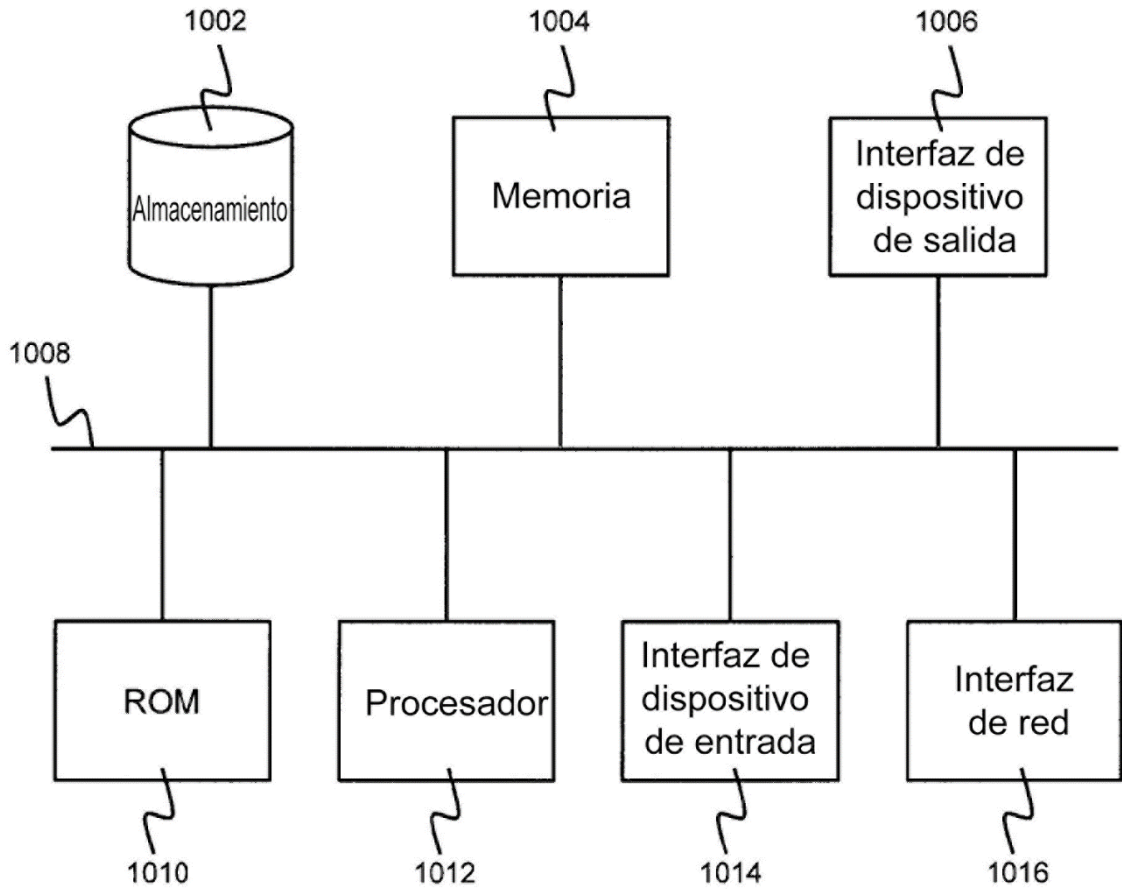 1002
1004
1006
Almacenamiento
Memoria
Interfaz de
dispositivo
de salida
1008
ROM
Procesador
Interfaz de
dispositivo
de entrada
Interfaz
de red
1010
1012
1014
1016